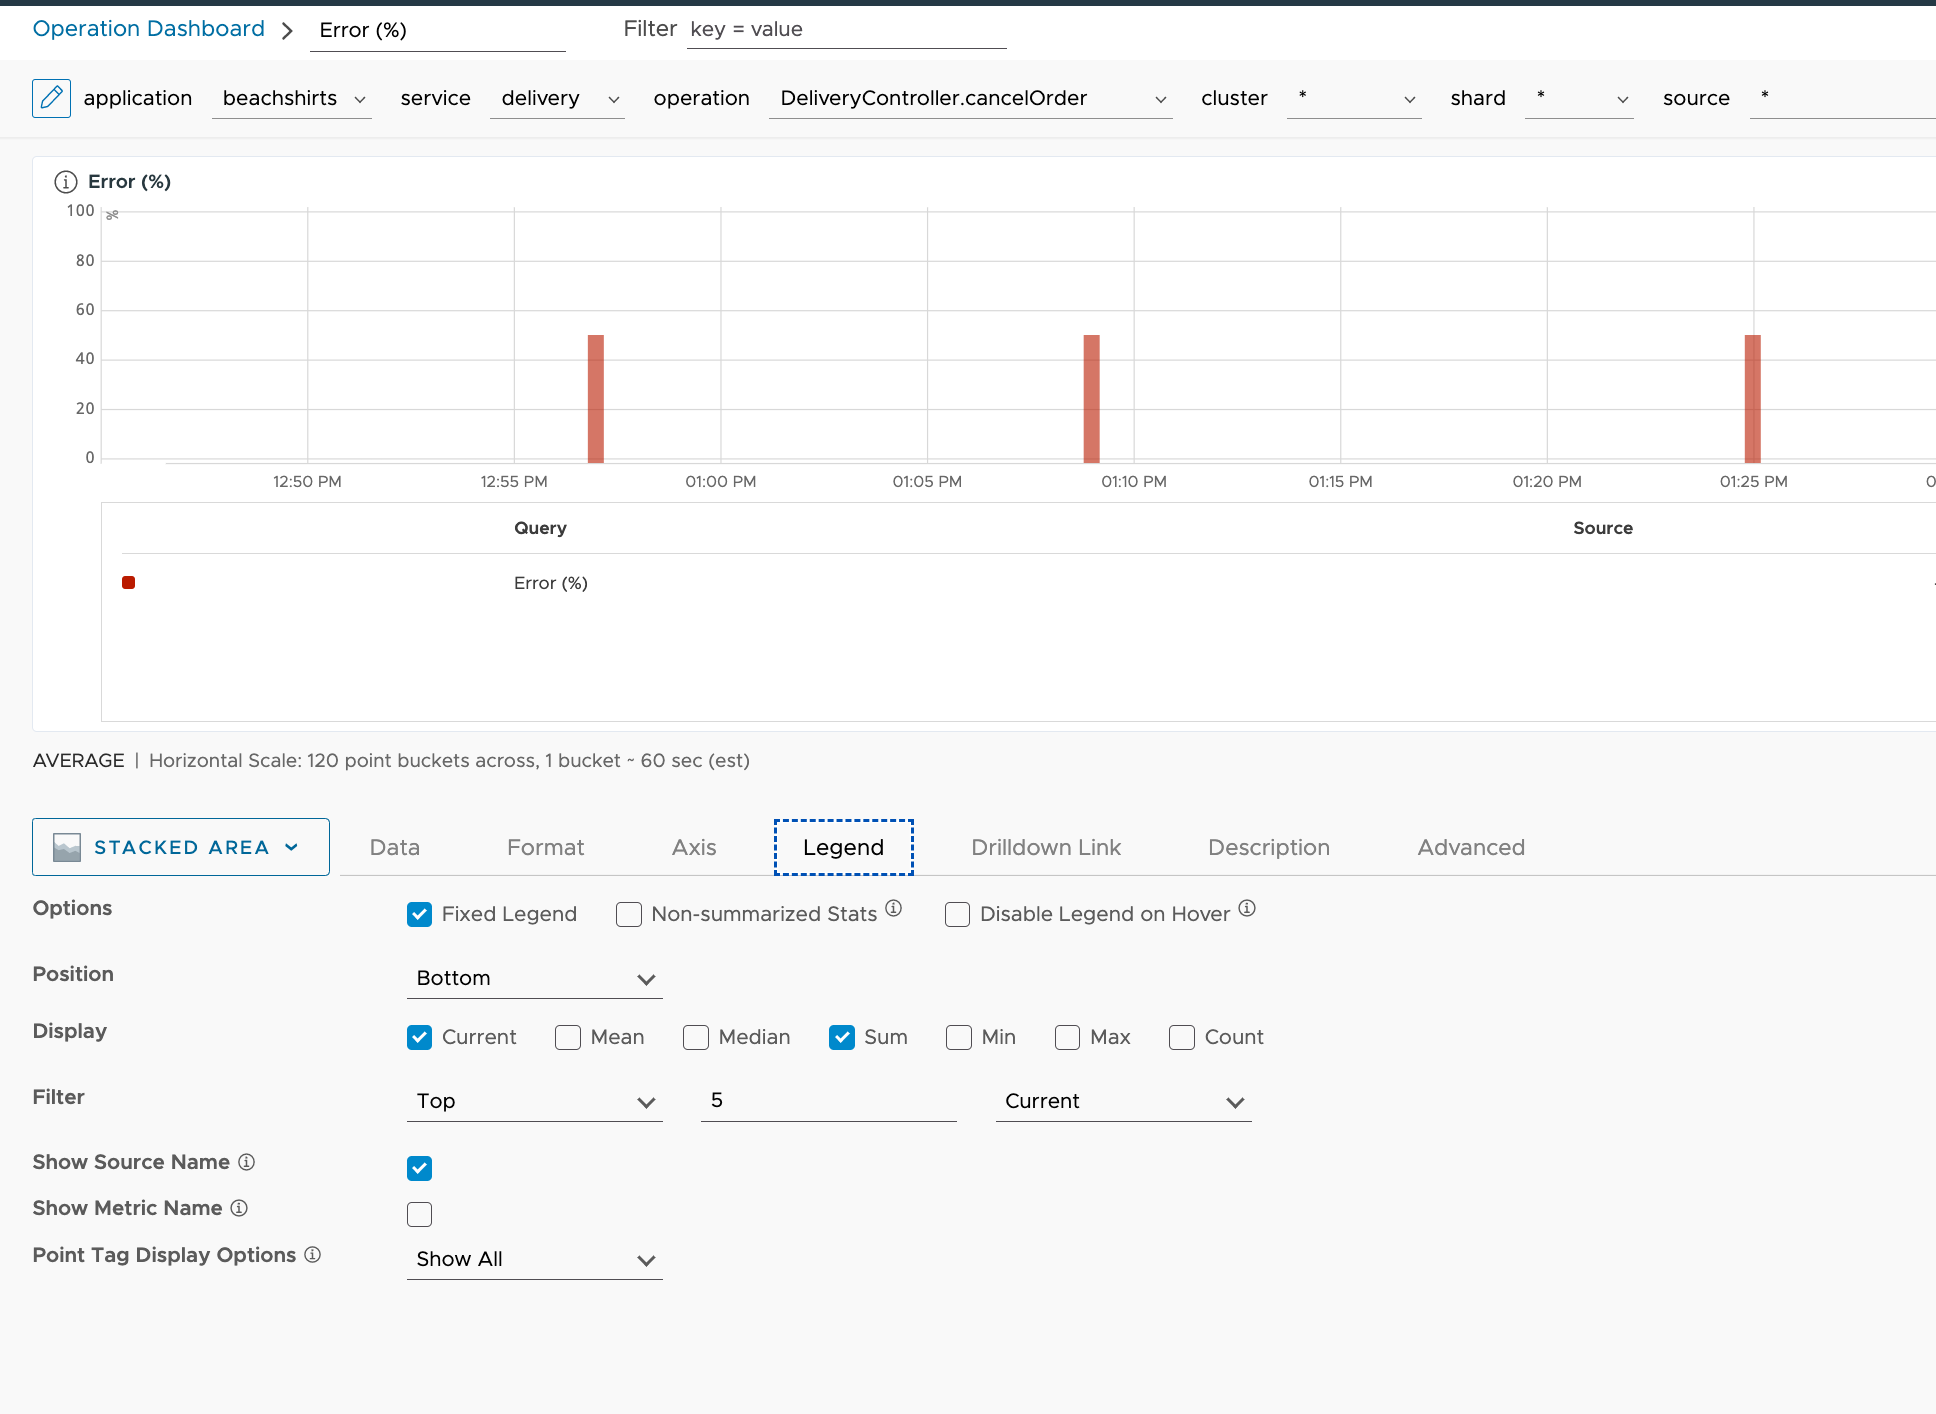 Operation Dashboard > Error (%) Filter key = value
application beachshirts service delivery operation DeliveryController.cancelOrder cluster * shard * source *
Error (%)
100
80
60
40
20
0
12:50 PM 12:55 PM 01:00 PM 01:05 PM 01:10 PM 01:15 PM 01:20 PM 01:25 PM
Query Source
Error (%)
AVERAGE | Horizontal Scale: 120 point buckets across, 1 bucket ~ 60 sec (est)
STACKED AREA Data Format Axis Legend Drilldown Link Description Advanced
Options Fixed Legend Non-summarized Stats Disable Legend on Hover
Position Bottom
Display Current Mean Median Sum Min Max Count
Filter Top 5 Current
Show Source Name
Show Metric Name
Point Tag Display Options Show All